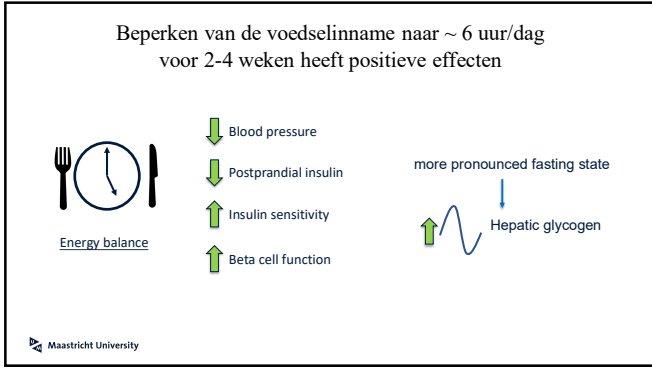 Beperken van de voedselinname naar ~ 6 uur/dag
voor 2-4 weken heeft positieve effecten
Blood pressure
Postprandial insulin
Insulin sensitivity
Beta cell function
Energy balance
more pronounced fasting state
Hepatic glycogen
Maastricht University